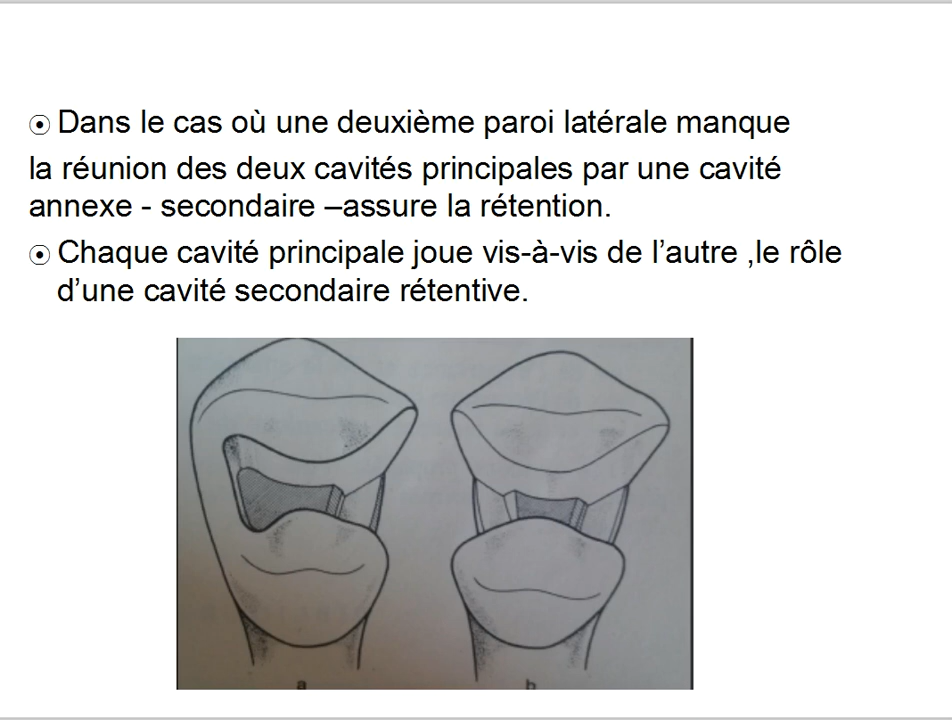 Dans le cas où une deuxième paroi latérale manque
la réunion des deux cavités principales par une cavité
annexe - secondaire –assure la rétention.
Chaque cavité principale joue vis-à-vis de l’autre ,le rôle
d’une cavité secondaire rétentive.
a b